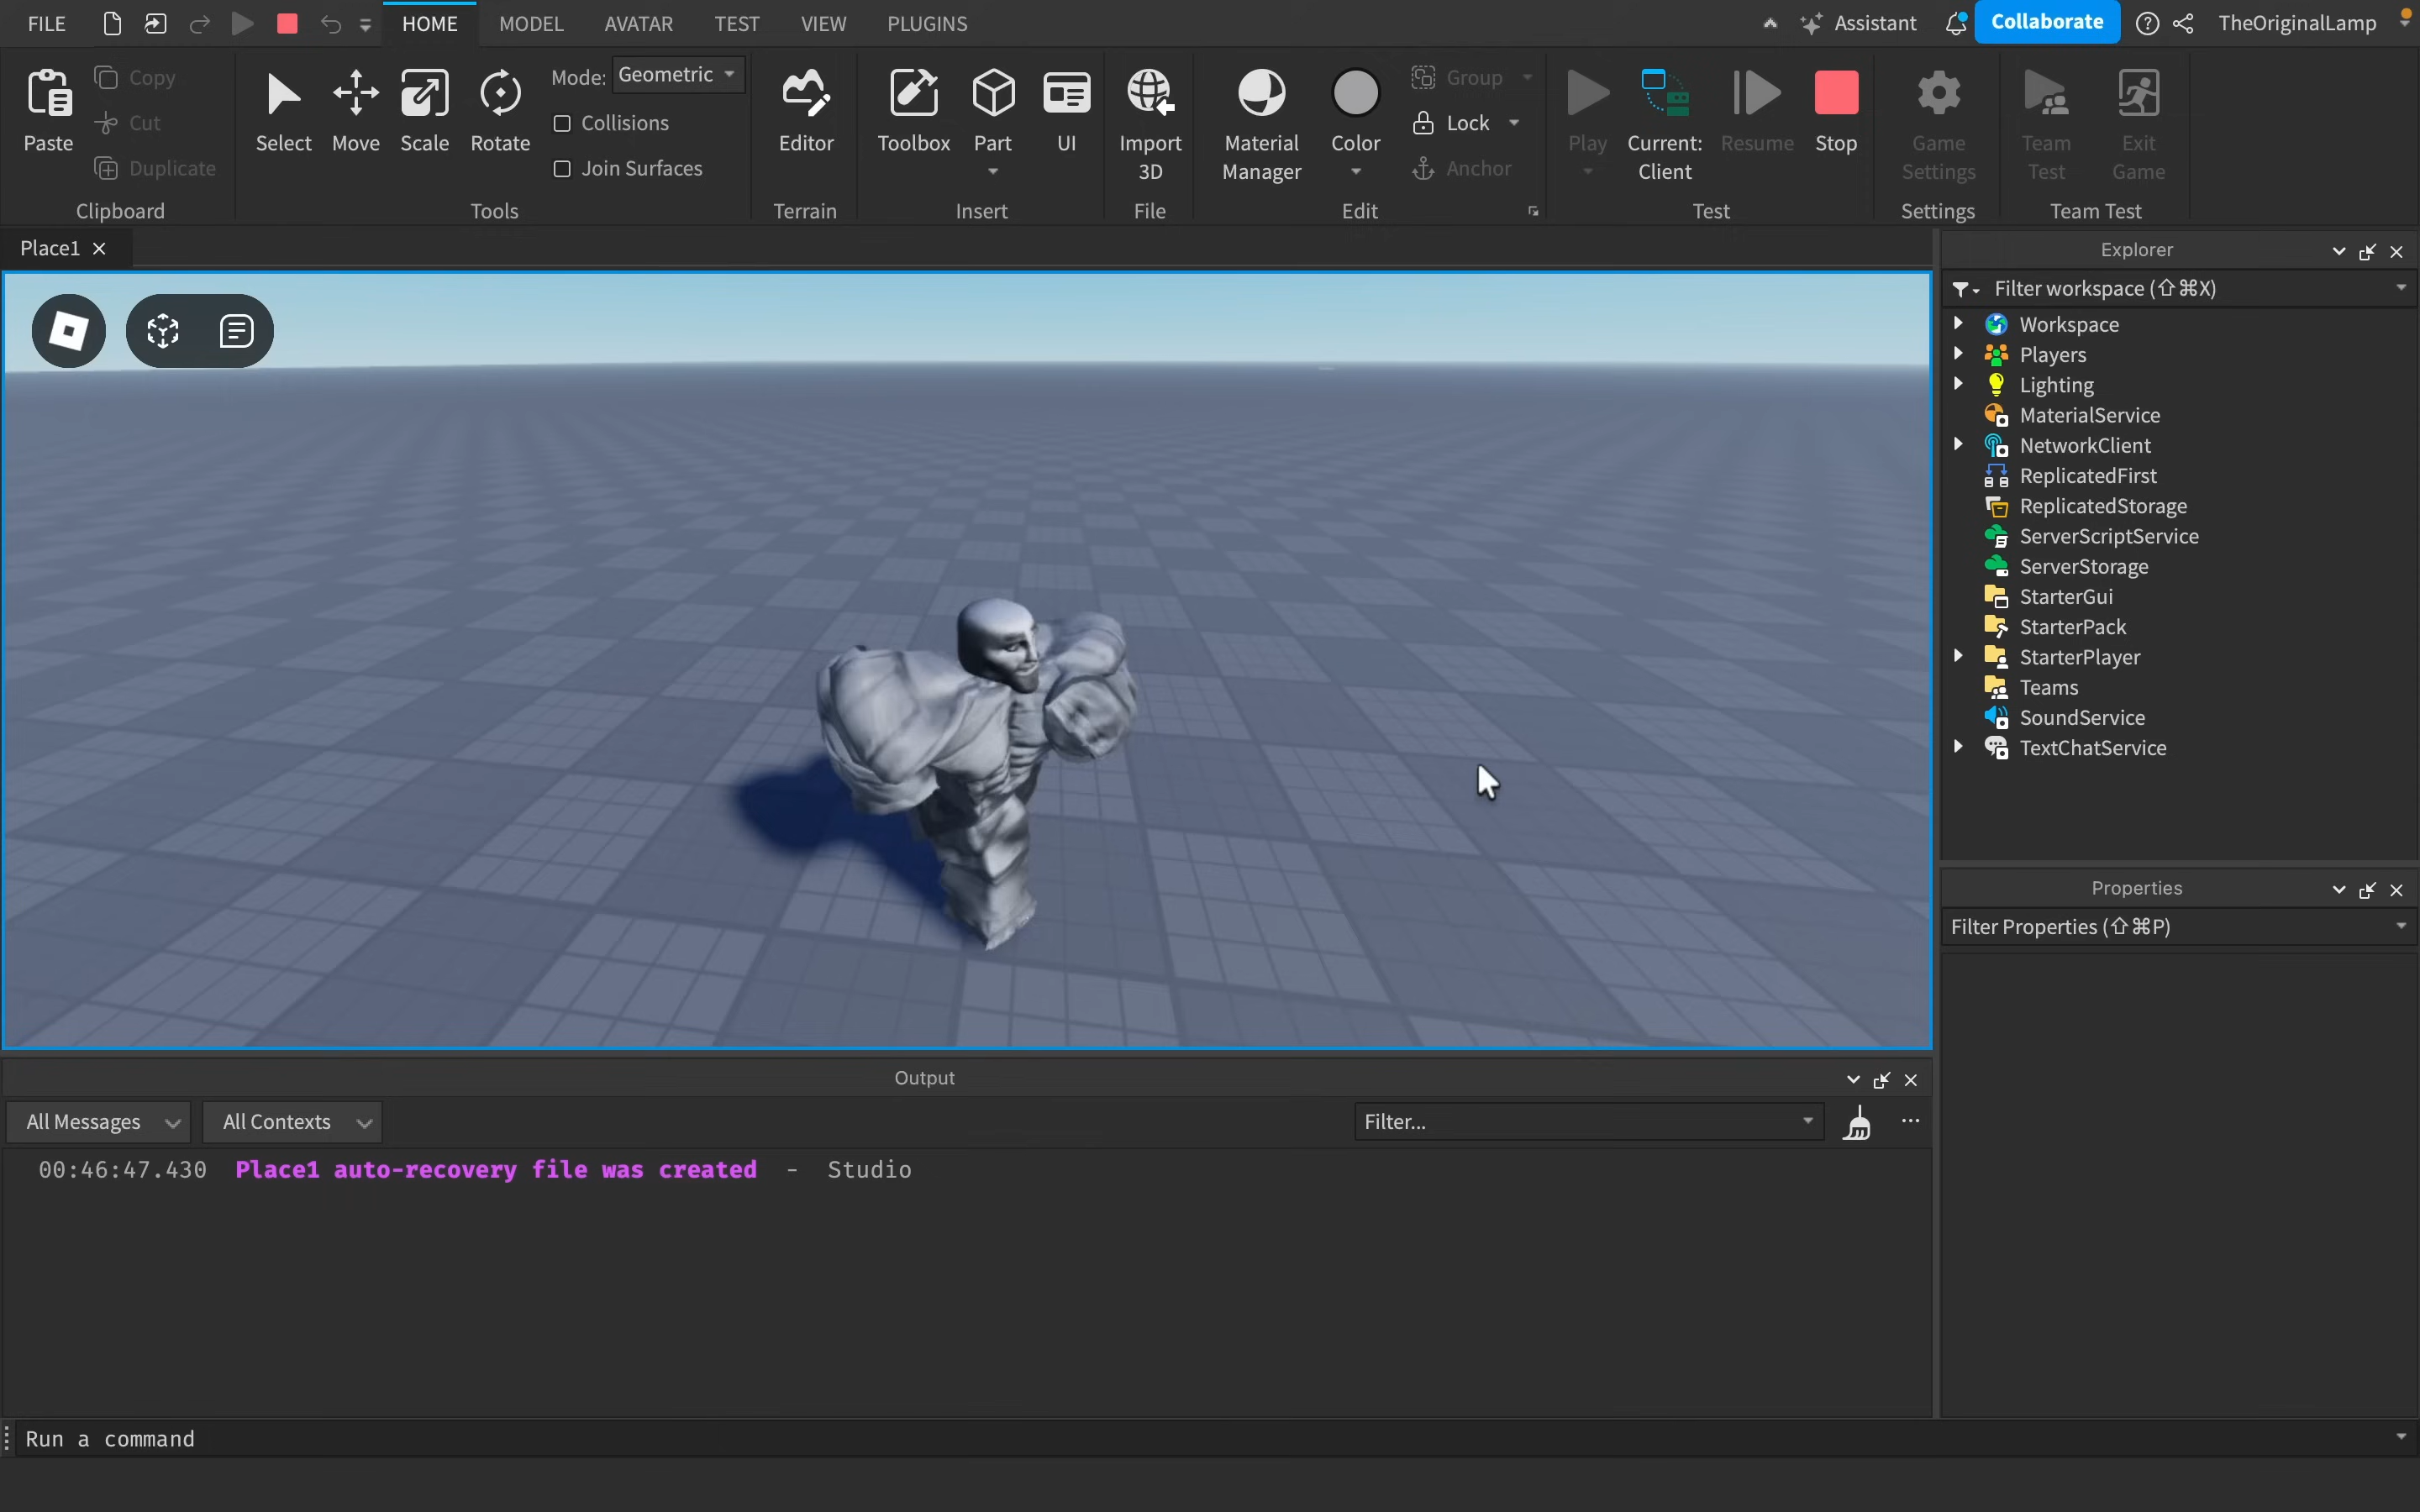 FILE
HOME
MODEL
AVATAR
TEST
VIEW
PLUGINS
Assistant
Collaborate
TheOriginalLamp
Paste
Copy
Cut
Duplicate
Clipboard
Select
Move
Scale
Rotate
Mode: Geometric
Collisions
Join Surfaces
Tools
Editor
Terrain
Toolbox
Part
UI
Insert
Import
3D
File
Material
Manager
Color
Group
Lock
Anchor
Edit
Play
Current:
Client
Resume
Stop
Test
Game
Settings
Settings
Team
Test
Exit
Game
Team Test
Place1
Explorer
Filter workspace (⇧⌘X)
Workspace
Players
Lighting
MaterialService
NetworkClient
ReplicatedFirst
ReplicatedStorage
ServerScriptService
ServerStorage
StarterGui
StarterPack
StarterPlayer
Teams
SoundService
TextChatService
Properties
Filter Properties (⇧⌘P)
Output
All Messages
All Contexts
Filter...
00:46:47.430 Place1 auto-recovery file was created - Studio
Run a command